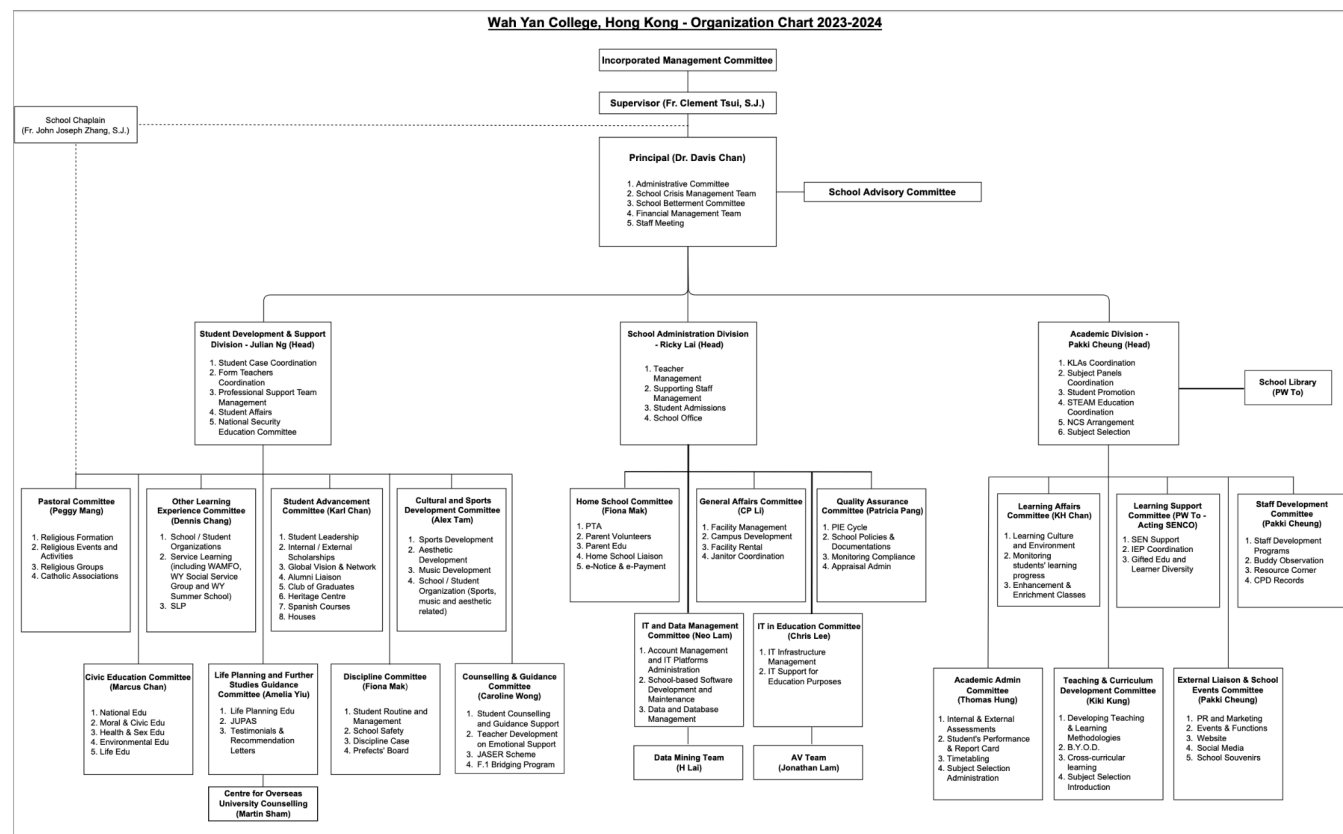 Wah Yan College, Hong Kong - Organization Chart 2023-2024
Incorporated Management Committee
Supervisor (Fr. Clement Tsui, S.J.)
School Chaplain
(Fr. John Joseph Zhang, S.J.)
Principal (Dr. Davis Chan)
1. Administrative Committee
2. School Crisis Management Team
3. School Betterment Committee
4. Financial Management Team
5. Staff Meeting
School Advisory Committee
Student Development & Support
Division - Julian Ng (Head)
1. Student Case Coordination
2. Form Teachers
Coordination
3. Professional Support Team
Management
4. Student Affairs
5. National Security
Education Committee
School Administration Division
- Ricky Lai (Head)
1. Teacher
Management
2. Supporting Staff
Management
3. Student Admissions
4. School Office
Academic Division -
Pakki Cheung (Head)
1. KLAs Coordination
2. Subject Panels
Coordination
3. Student Promotion
4. STEAM Education
Coordination
5. NCS Arrangement
6. Subject Selection
School Library
(PW To)
Pastoral Committee
(Peggy Mang)
1. Religious Formation
2. Religious Events and
Activities
3. Religious Groups
4. Catholic Associations
Other Learning
Experience Committee
(Dennis Chang)
1. School / Student
Organizations
2. Service Learning
(including WAMFO,
WY Social Service
Group and WY
Summer School)
3. SLP
Student Advancement
Committee (Karl Chan)
1. Student Leadership
2. Internal / External
Scholarships
3. Global Vision & Network
4. Alumni Liaison
5. Club of Graduates
6. Heritage Centre
7. Spanish Courses
8. Houses
Cultural and Sports
Development Committee
(Alex Tam)
1. Sports Development
2. Aesthetic
Development
3. Music Development
4. School / Student
Organization (Sports,
music and aesthetic
related)
Home School Committee
(Fiona Mak)
1. PTA
2. Parent Volunteers
3. Parent Edu
4. Home School Liaison
5. e-Notice & e-Payment
General Affairs Committee
(CP Li)
1. Facility Management
2. Campus Development
3. Facility Rental
4. Janitor Coordination
Quality Assurance
Committee (Patricia Pang)
1. PIE Cycle
2. School Policies &
Documentations
3. Monitoring Compliance
4. Appraisal Admin
Learning Affairs
Committee (KH Chan)
1. Learning Culture
and Environment
2. Monitoring
students' learning
progress
3. Enhancement &
Enrichment Classes
Learning Support
Committee (PW To -
Acting SENCO)
1. SEN Support
2. IEP Coordination
3. Gifted Edu and
Learner Diversity
Staff Development
Committee
(Pakki Cheung)
1. Staff Development
Programs
2. Buddy Observation
3. Resource Corner
4. CPD Records
Civic Education Committee
(Marcus Chan)
1. National Edu
2. Moral & Civic Edu
3. Health & Sex Edu
4. Environmental Edu
5. Life Edu
Life Planning and Further
Studies Guidance
Committee (Amelia Yiu)
1. Life Planning Edu
2. JUPAS
3. Testimonials &
Recommendation
Letters
Discipline Committee
(Fiona Mak)
1. Student Routine and
Management
2. School Safety
3. Discipline Case
4. Prefects' Board
Counselling & Guidance
Committee
(Caroline Wong)
1. Student Counselling
and Guidance Support
2. Teacher Development
on Emotional Support
3. JASER Scheme
4. F.1 Bridging Program
IT and Data Management
Committee (Neo Lam)
1. Account Management
and IT Platforms
Administration
2. School-based Software
Development and
Maintenance
3. Data and Database
Management
IT in Education Committee
(Chris Lee)
1. IT Infrastructure
Management
2. IT Support for
Education Purposes
Academic Admin
Committee
(Thomas Hung)
1. Internal & External
Assessments
2. Student's Performance
& Report Card
3. Timetabling
4. Subject Selection
Administration
Teaching & Curriculum
Development Committee
(Kiki Kung)
1. Developing Teaching
& Learning
Methodologies
2. B.Y.O.D.
3. Cross-curricular
learning
4. Subject Selection
Introduction
External Liaison & School
Events Committee
(Pakki Cheung)
1. PR and Marketing
2. Events & Functions
3. Website
4. Social Media
5. School Souvenirs
Centre for Overseas
University Counselling
(Martin Sham)
Data Mining Team
(H Lai)
AV Team
(Jonathan Lam)